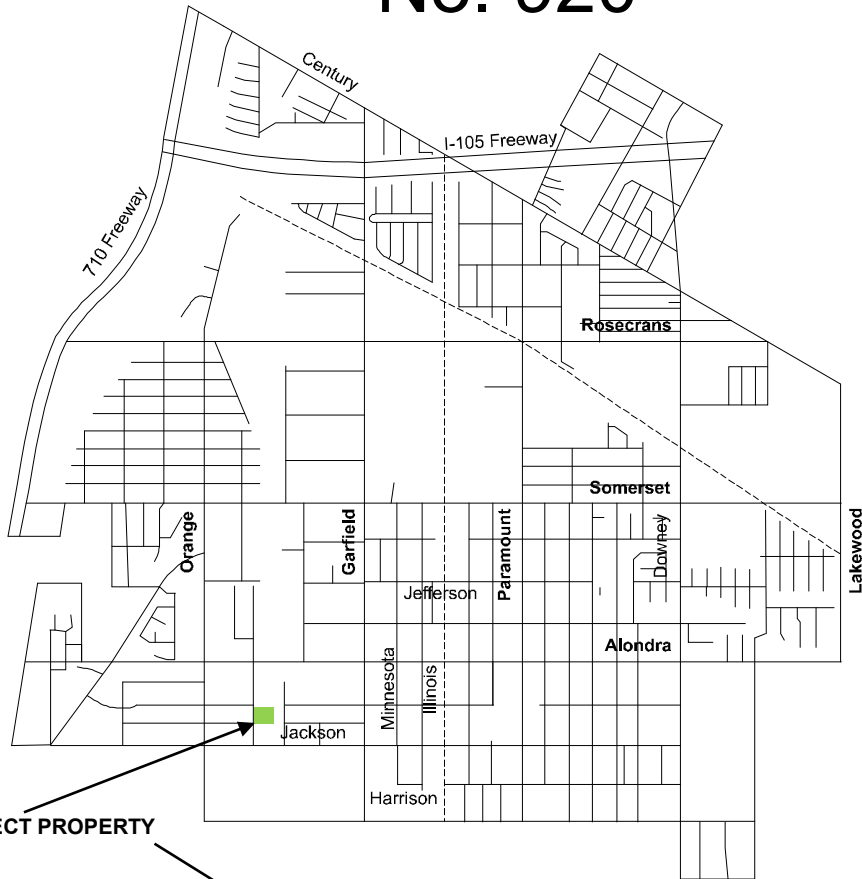 Century
I-105 Freeway
710 Freeway
Rosecrans
Somerset
Orange
Garfield
Paramount
Downey
Lakewood
Jefferson
Alondra
Minnesota
Illinois
Jackson
Harrison
PROPERTY